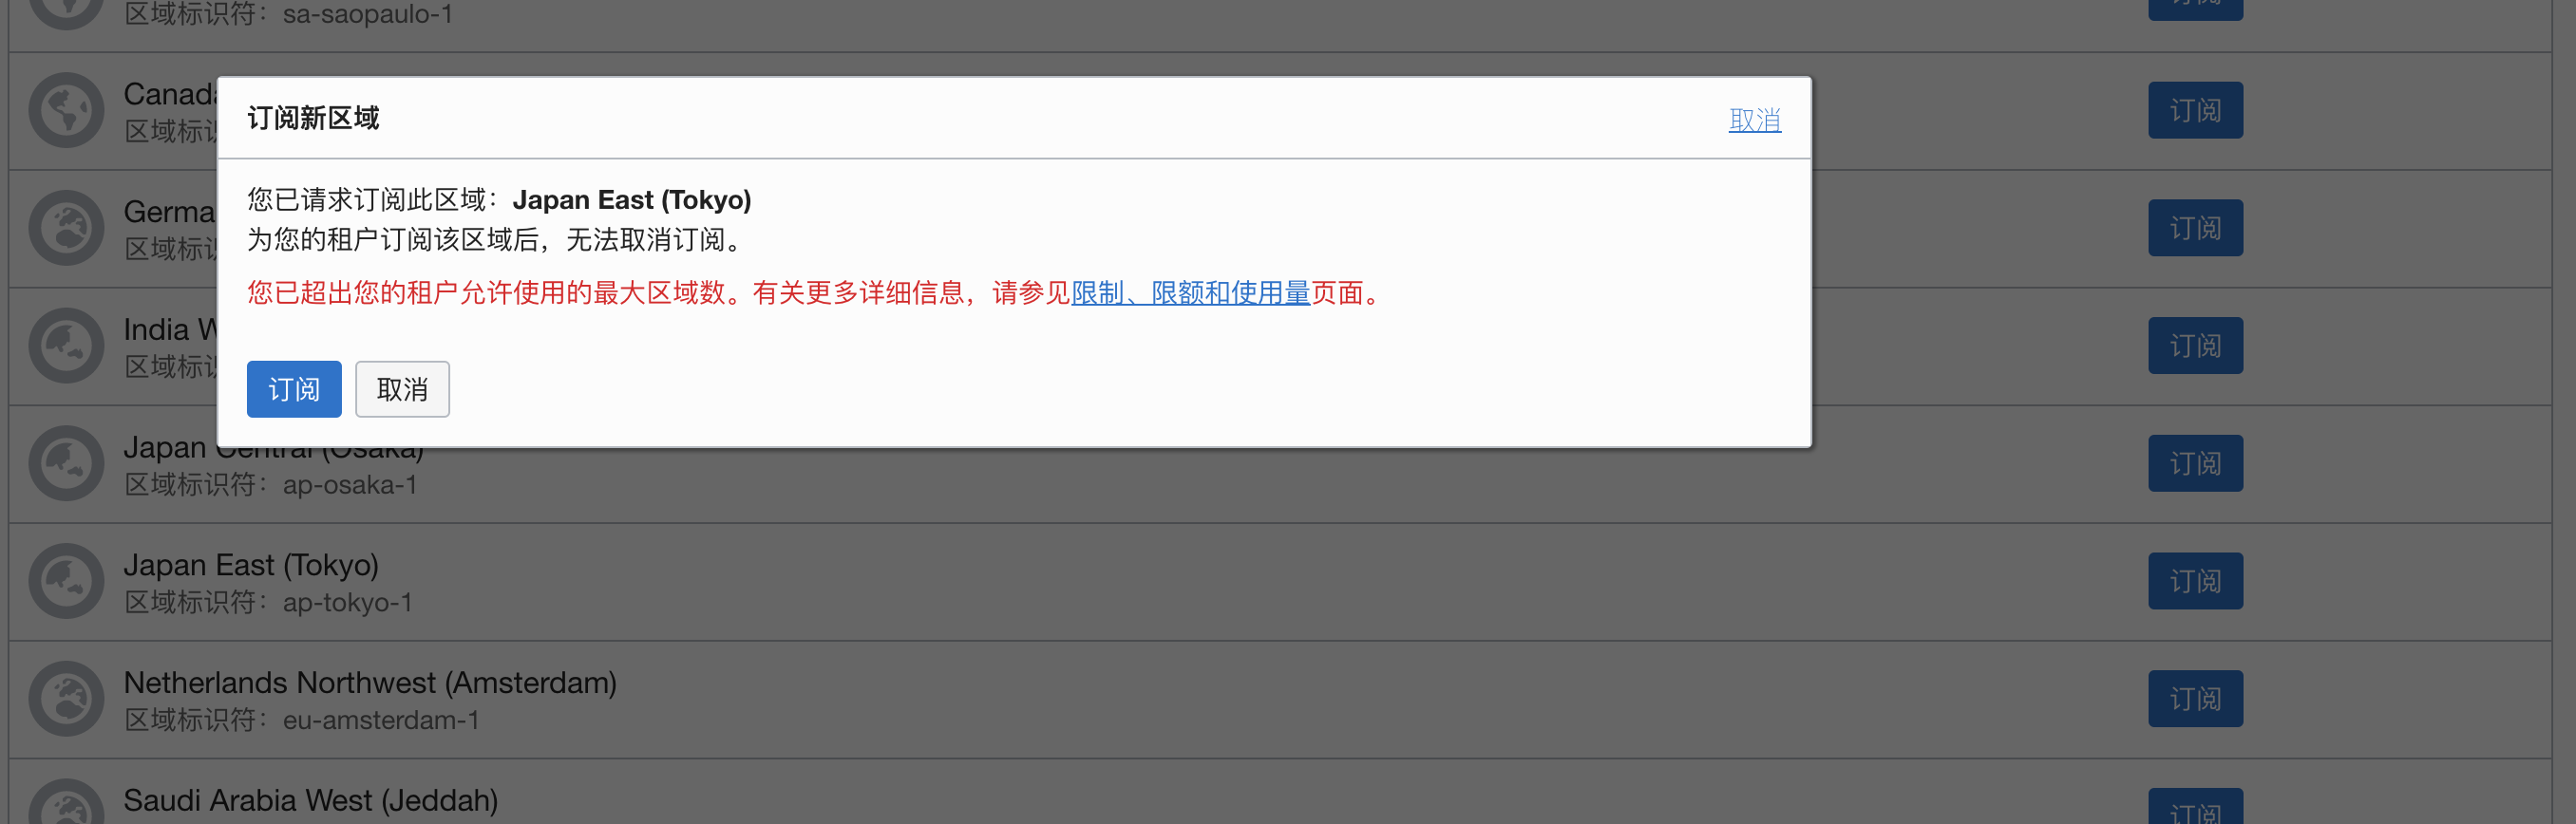 区域标识符：sa-saopaulo-1
订阅
订阅新区域
取消
您已请求订阅此区域：Japan East (Tokyo)
为您的租户订阅该区域后，无法取消订阅。
您已超出您的租户允许使用的最大区域数。有关更多详细信息，请参见限制、限额和使用量页面。
订阅 取消
Canad
区域标识
订阅
Germa
区域标识
订阅
India W
区域标识
订阅
Japan Central (Osaka)
区域标识符：ap-osaka-1
订阅
Japan East (Tokyo)
区域标识符：ap-tokyo-1
订阅
Netherlands Northwest (Amsterdam)
区域标识符：eu-amsterdam-1
订阅
Saudi Arabia West (Jeddah)
订阅